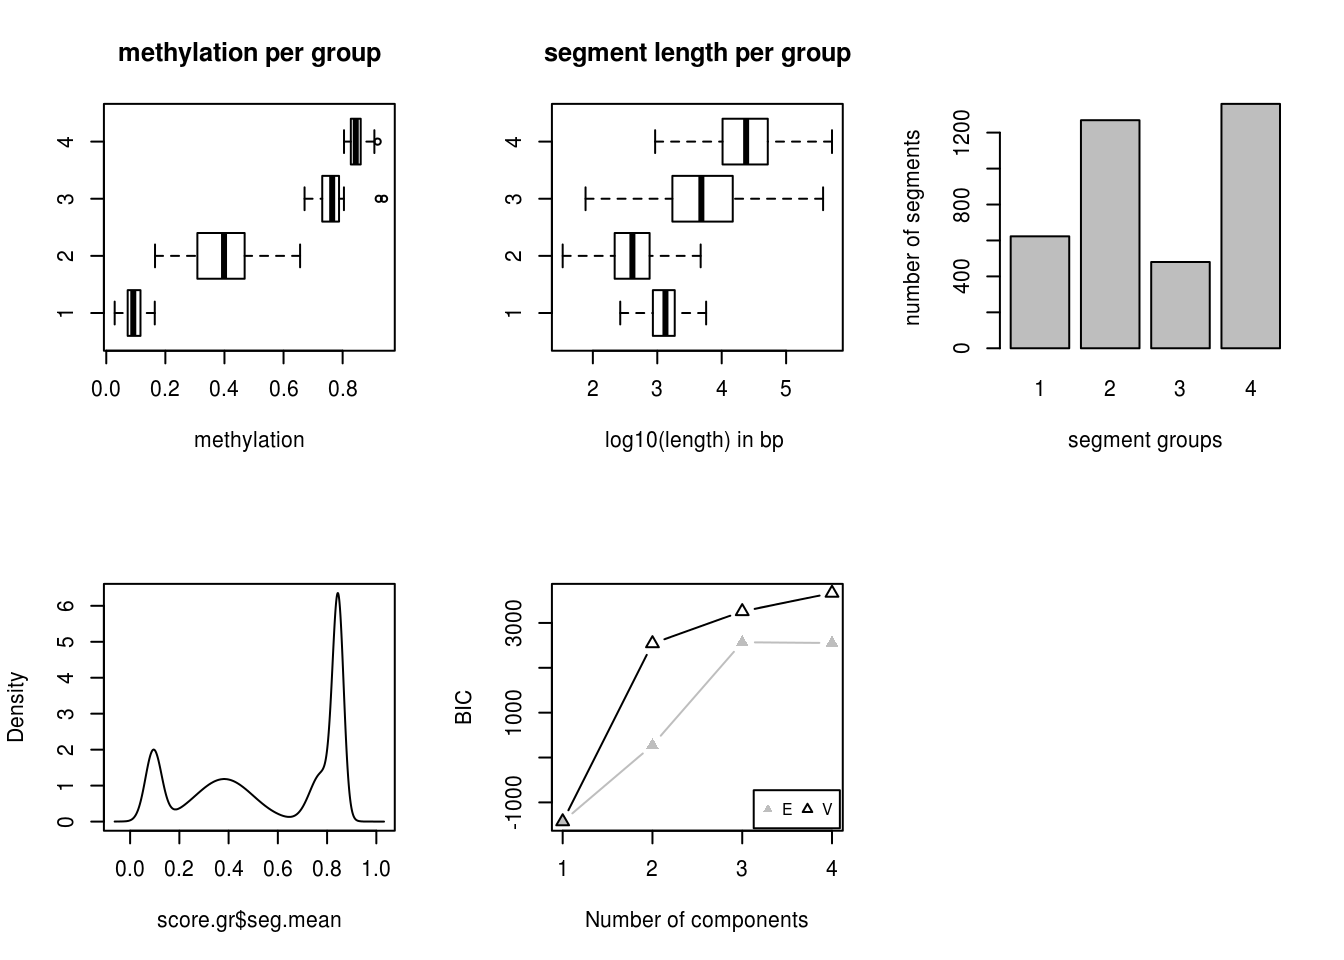 methylation per group
4
3
2
1
0.0 0.2 0.4 0.6 0.8
methylation
segment length per group
4
3
2
1
2 3 4 5
log10(length) in bp
number of segments
1200
800
400
0
1 2 3 4
segment groups
Density
6
5
4
3
2
1
0
0.0 0.2 0.4 0.6 0.8 1.0
score.gr$seg.mean
BIC
3000
1000
-1000
E V
1 2 3 4
Number of components